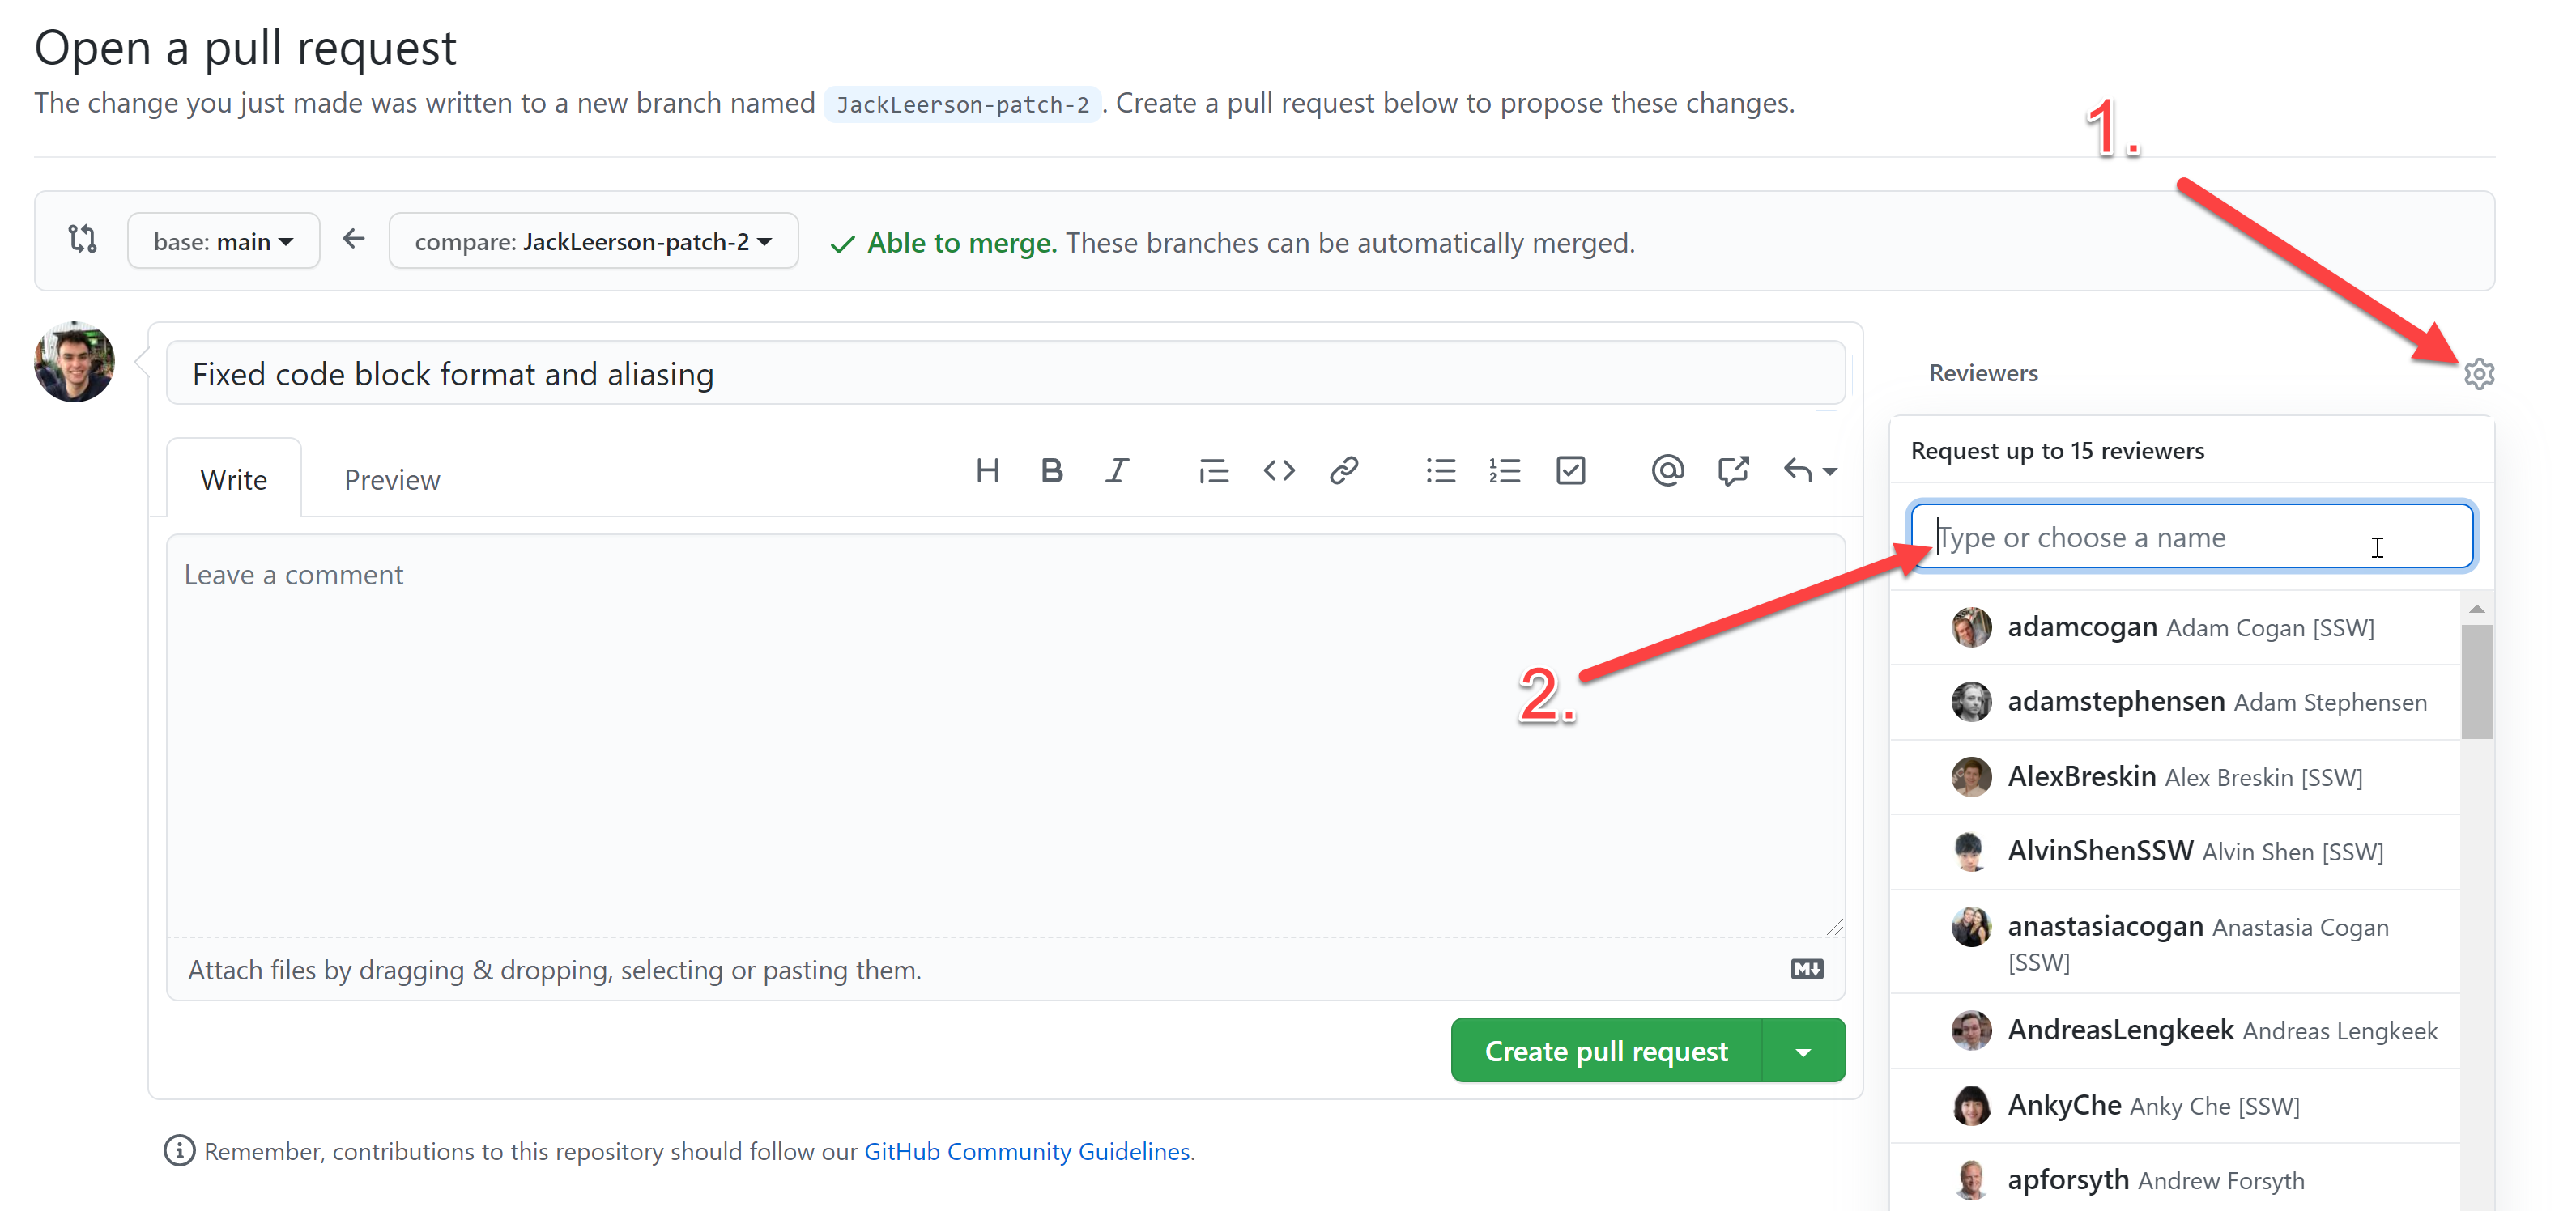 Open a pull request
The change you just made was written to a new branch named JackLeerson-patch-2. Create a pull request below to propose these changes.
1.
base: main
compare: JackLeerson-patch-2
Able to merge. These branches can be automatically merged.
Fixed code block format and aliasing
Write
Preview
Leave a comment
Attach files by dragging & dropping, selecting or pasting them.
Create pull request
Remember, contributions to this repository should follow our GitHub Community Guidelines.
2.
Reviewers
Request up to 15 reviewers
Type or choose a name
adamcogan Adam Cogan [SSW]
adamstephensen Adam Stephensen
AlexBreskin Alex Breskin [SSW]
AlvinShenSSW Alvin Shen [SSW]
anastasiacogan Anastasia Cogan
[SSW]
AndreasLengkeek Andreas Lengkeek
AnkyChe Anky Che [SSW]
apforsyth Andrew Forsyth